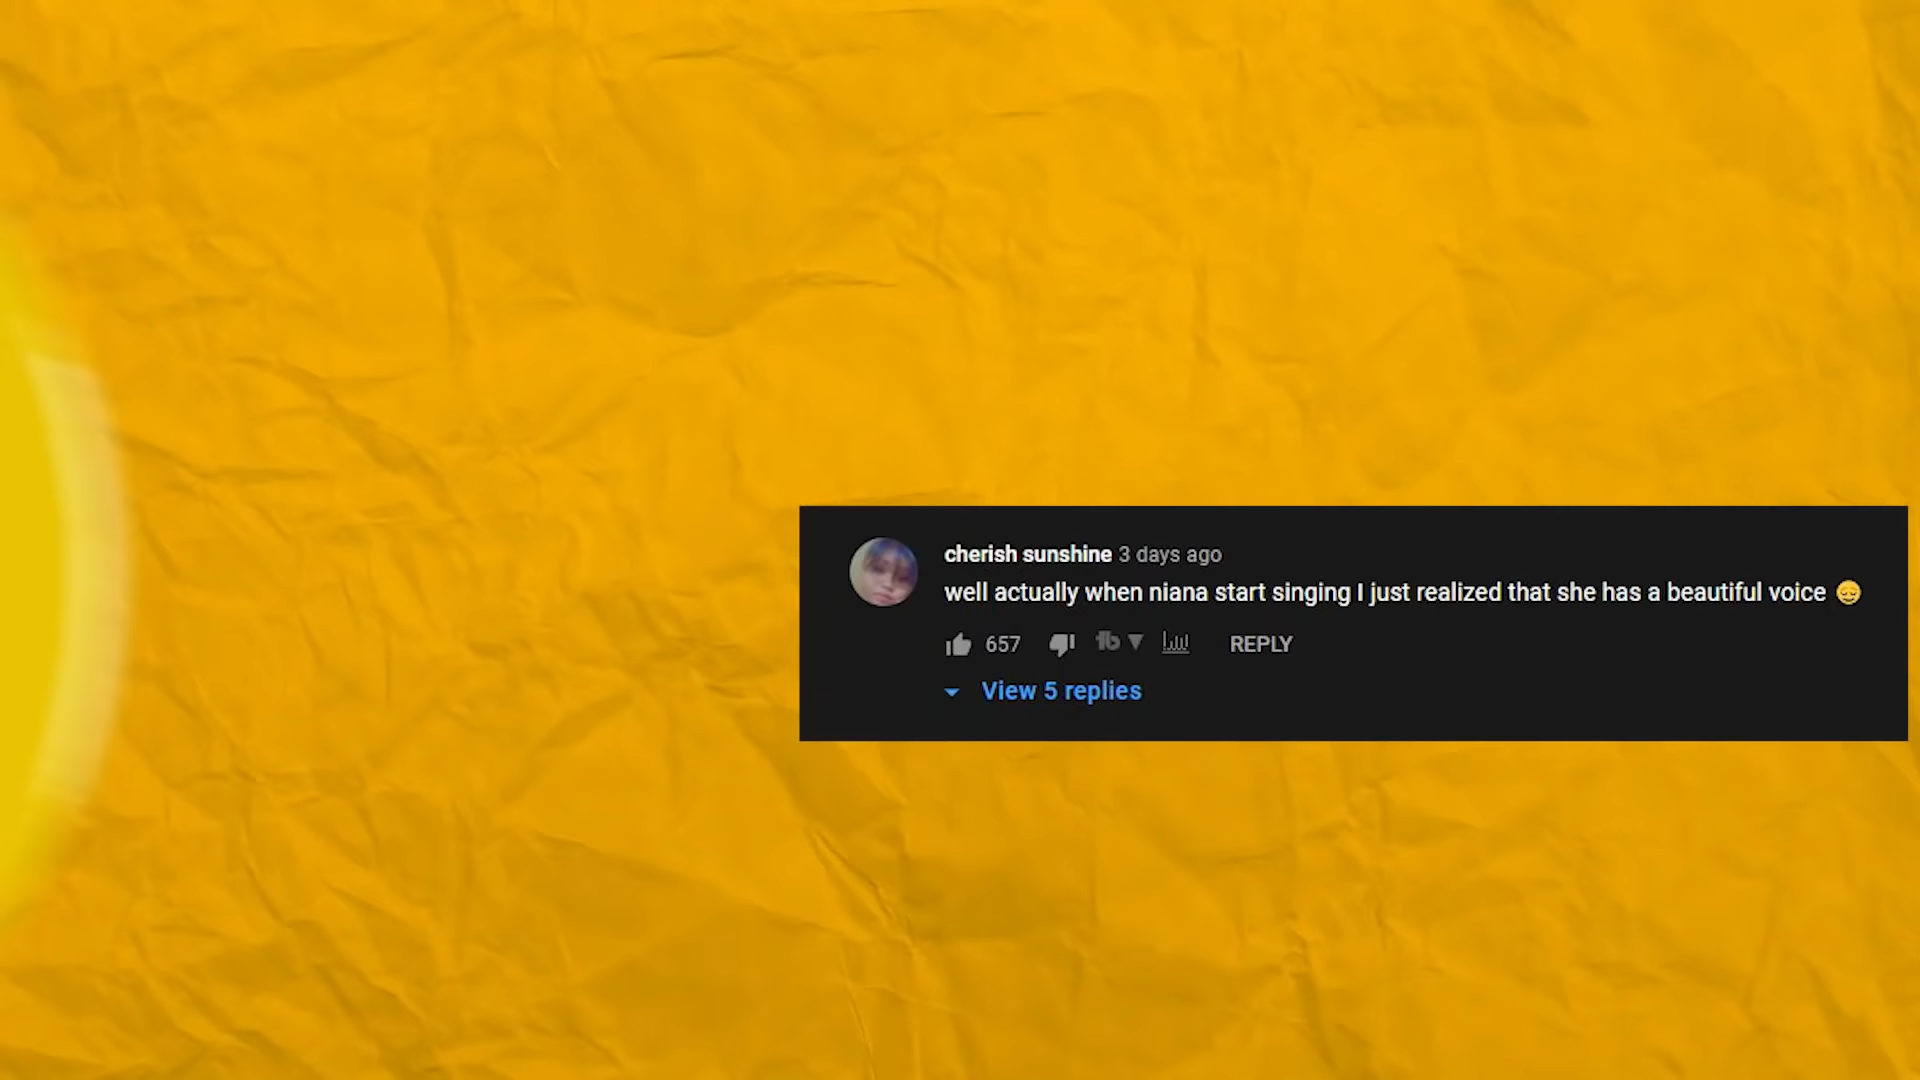 cherish sunshine 3 days ago
well actually when niana start singing I just realized that she has a beautiful voice 😌
657 REPLY
View 5 replies